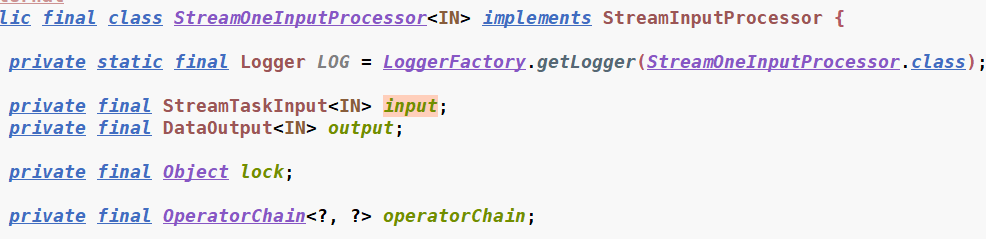 lic final class StreamOneInputProcessor<IN> implements StreamInputProcessor {
private static final Logger LOG = LoggerFactory.getLogger(StreamOneInputProcessor.class);
private final StreamTaskInput<IN> input;
private final DataOutput<IN> output;
private final Object lock;
private final OperatorChain<?, ?> operatorChain;